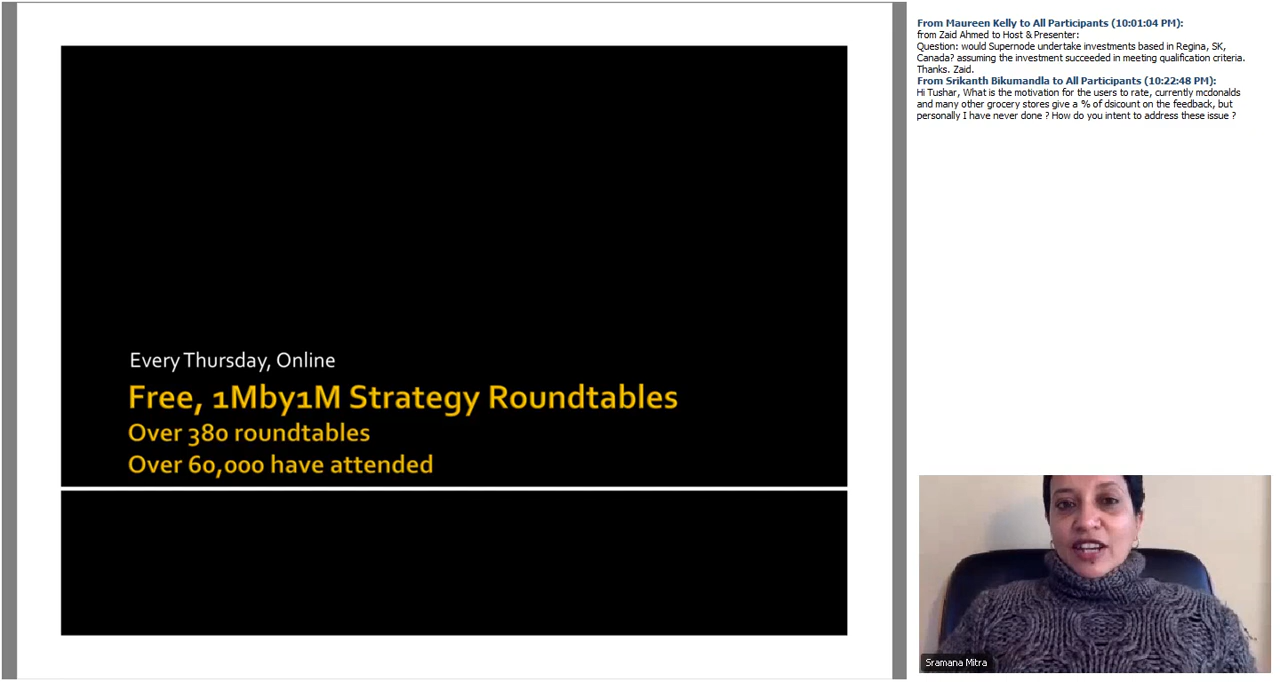 Every Thursday, Online
Free, 1Mby1M Strategy Roundtables
Over 380 roundtables
Over 60,000 have attended
From Maureen Kelly to All Participants (10:01:04 PM):
from Zaid Ahmed to Host & Presenter:
Question: would Supernode undertake investments based in Regina, SK,
Canada? assuming the investment succeeded in meeting qualification criteria.
Thanks. Zaid.
From Srikanth Bikumandla to All Participants (10:22:48 PM):
Hi Tushar, What is the motivation for the users to rate, currently mcdonalds
and many other grocery stores give a % of dsicount on the feedback, but
personally I have never done ? How do you intent to address these issue ?
Sramana Mitra